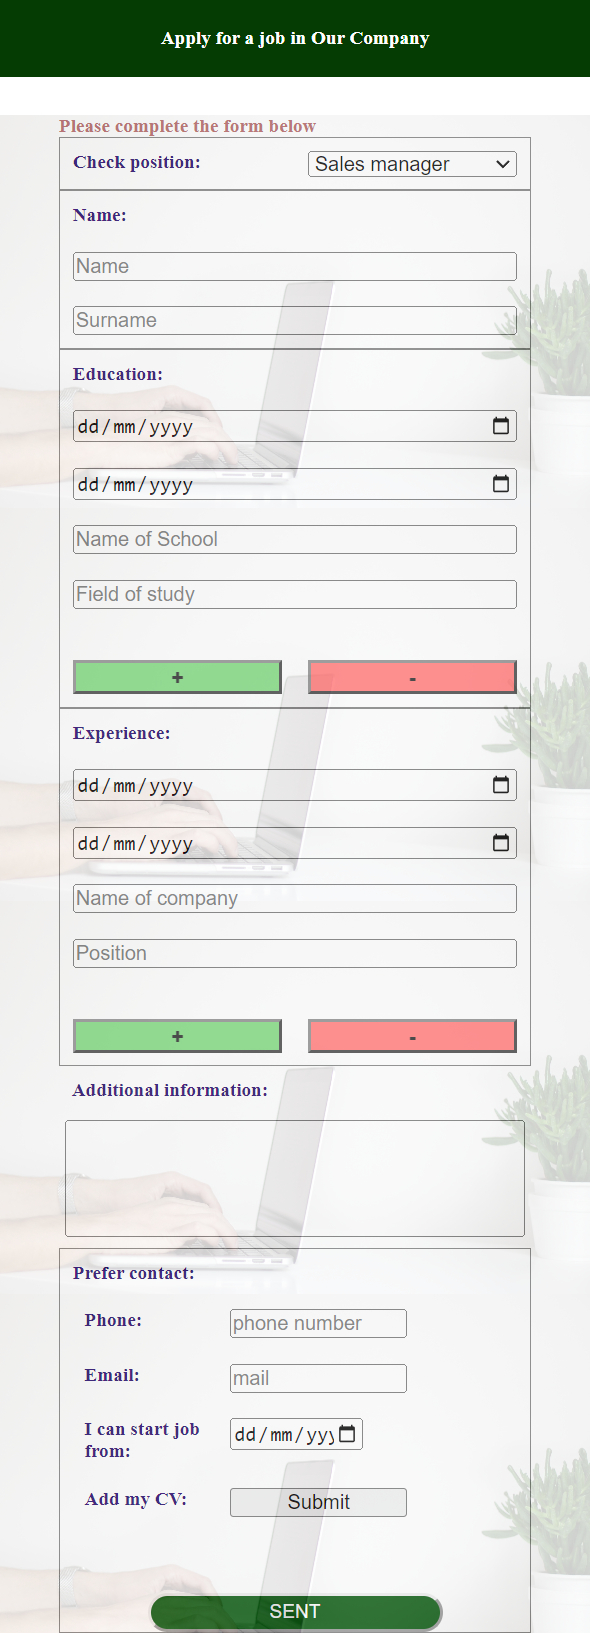 Apply for a job in Our Company
Please complete the form below
Check position: Sales manager
Name:
Name
Surname
Education:
dd/mm/yyyy
dd/mm/yyyy
Name of School
Field of study
+ -
Experience:
dd/mm/yyyy
dd/mm/yyyy
Name of company
Position
+ -
Additional information:
Prefer contact:
Phone: phone number
Email: mail
I can start job
from: dd/mm/yyy
Add my CV: Submit
SENT